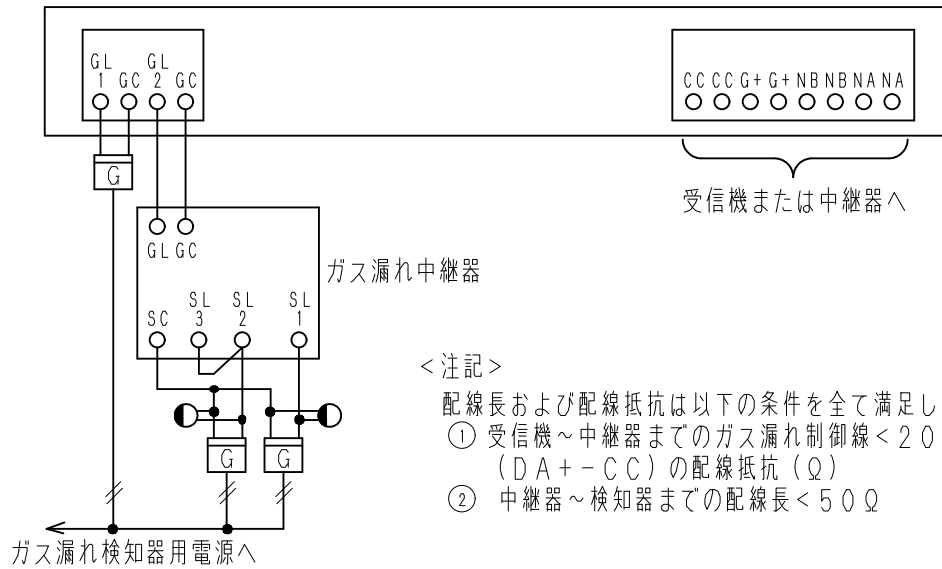 GL 1 GC GL 2 GC
CC CC G+ G+ NB NB NA NA
G
受信機または中継器へ
GL GC
ガス漏れ中継器
SC SL 3 SL 2 SL 1
<注記>
配線長および配線抵抗は以下の条件を全て満足し
① 受信機~中継器までのガス漏れ制御線<20
(DA+-CC)の配線抵抗(Ω)
② 中継器~検知器までの配線長<50Ω
G G
ガス漏れ検知器用電源へ